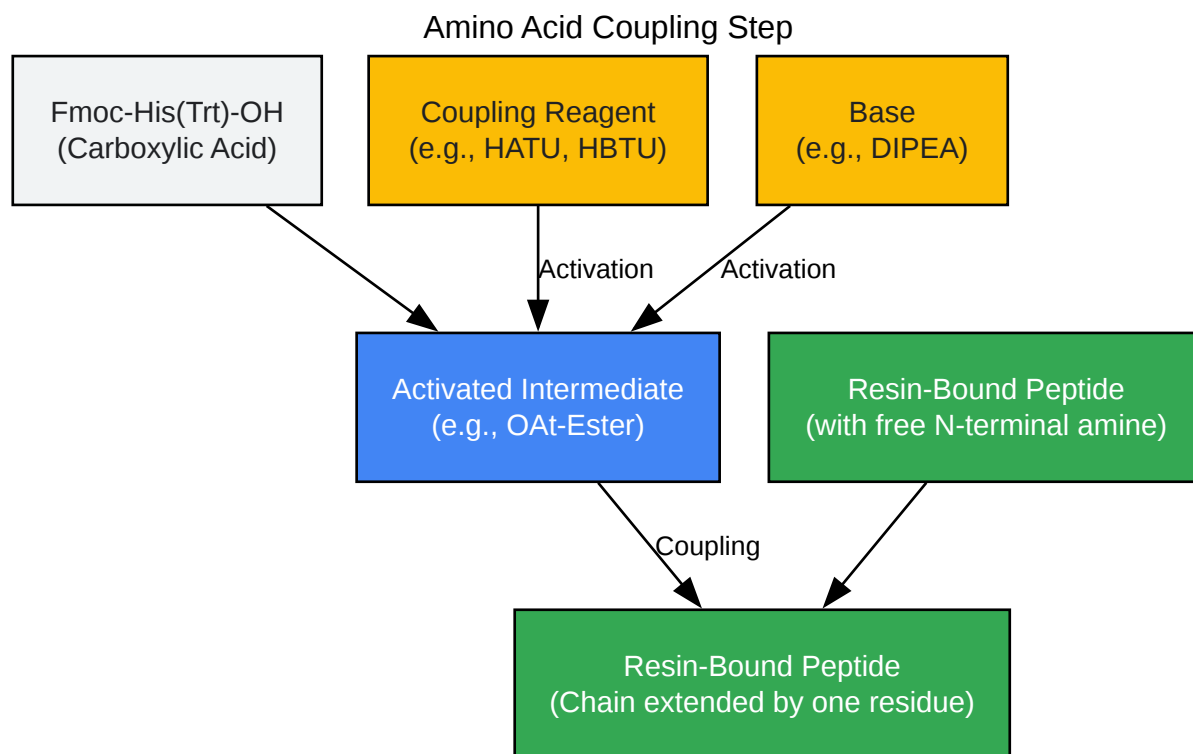 Amino Acid Coupling Step
Fmoc-His(Trt)-OH
(Carboxylic Acid)
Coupling Reagent
(e.g., HATU, HBTU)
Base
(e.g., DIPEA)
Activation
Activation
Activated Intermediate
(e.g., OAt-Ester)
Resin-Bound Peptide
(with free N-terminal amine)
Coupling
Resin-Bound Peptide
(Chain extended by one residue)